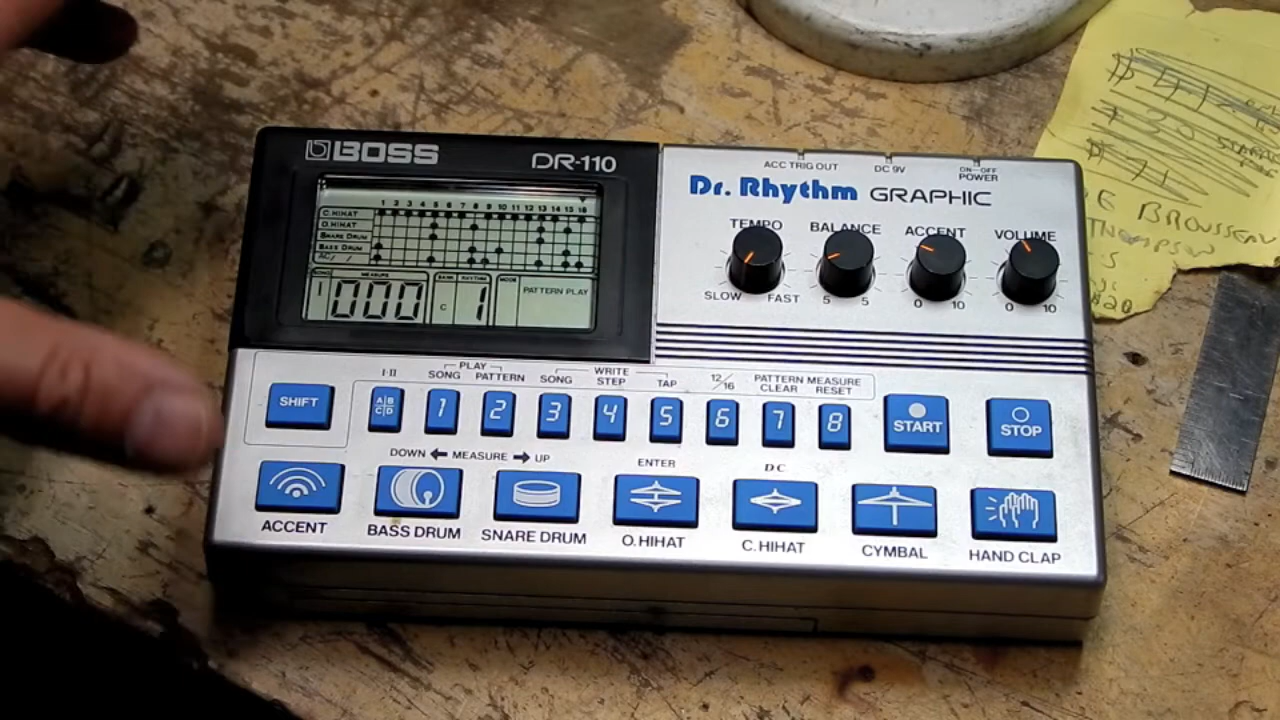 BOSS DR-110
1 2 3 4 5 6 7 8 9 10 11 12 13 14 15 16
C.HIHAT
O.HIHAT
SNARE DRUM
BASS DRUM
AC
SONG MEASURE BANK RHYTHM MODE
I 000 C 1 PATTERN PLAY
ACC TRIG OUT DC 9V ON—OFF
POWER
Dr. Rhythm GRAPHIC
TEMPO BALANCE ACCENT VOLUME
SLOW FAST 5 5 0 10 0 10
I·II PLAY WRITE 12/16 PATTERN MEASURE
SONG PATTERN SONG STEP TAP CLEAR RESET
SHIFT A B C D 1 2 3 4 5 6 7 8 START STOP
DOWN ← MEASURE → UP ENTER DC
ACCENT BASS DRUM SNARE DRUM O.HIHAT C.HIHAT CYMBAL HAND CLAP
BROUSSEAU
THOMPSON
$20